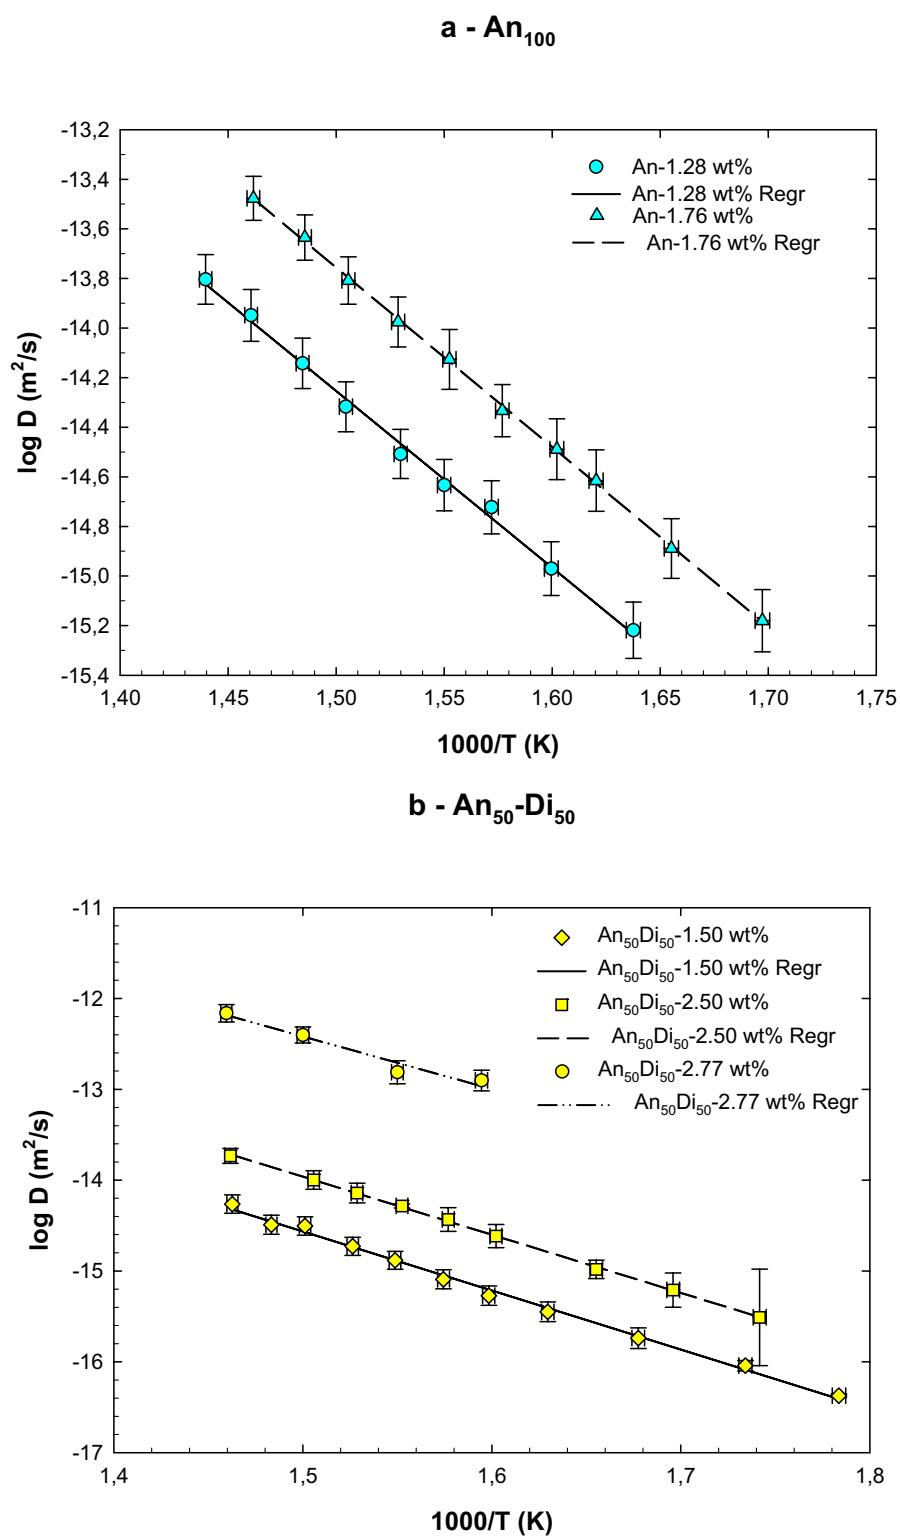 a - An₁₀₀
-13,2
-13,4
-13,6
-13,8
-14,0
-14,2
-14,4
-14,6
-14,8
-15,0
-15,2
-15,4
log D (m²/s)
An-1.28 wt%
An-1.28 wt% Regr
An-1.76 wt%
An-1.76 wt% Regr
1,40 1,45 1,50 1,55 1,60 1,65 1,70 1,75
1000/T (K)
b - An₅₀-Di₅₀
-11
-12
-13
-14
-15
-16
-17
log D (m²/s)
An₅₀Di₅₀-1.50 wt%
An₅₀Di₅₀-1.50 wt% Regr
An₅₀Di₅₀-2.50 wt%
An₅₀Di₅₀-2.50 wt% Regr
An₅₀Di₅₀-2.77 wt%
An₅₀Di₅₀-2.77 wt% Regr
1,4 1,5 1,6 1,7 1,8
1000/T (K)